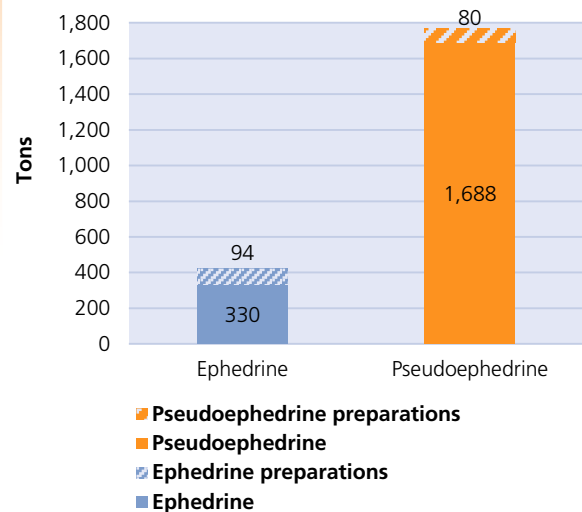 1,800
1,600
1,400
1,200
1,000
800
600
400
200
0
Tons
80
1,688
94
330
Ephedrine
Pseudoephedrine
Pseudoephedrine preparations
Pseudoephedrine
Ephedrine preparations
Ephedrine